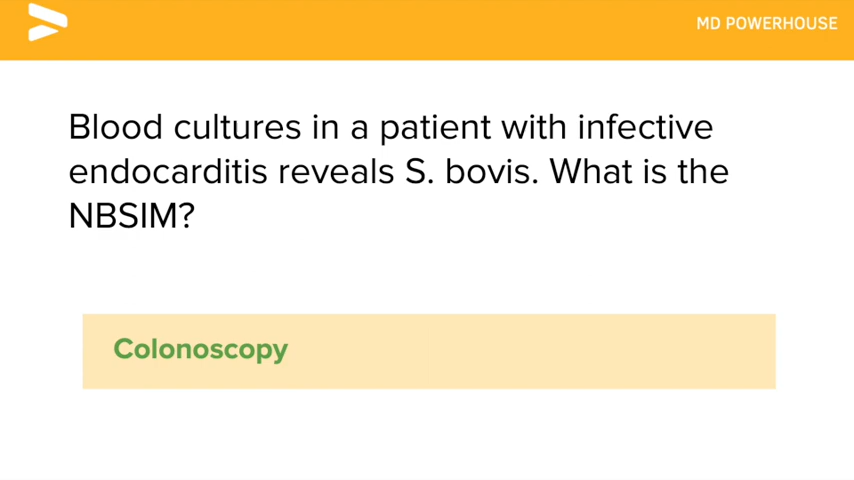 MD POWERHOUSE
Blood cultures in a patient with infective
endocarditis reveals S. bovis. What is the
NBSIM?
Colonoscopy